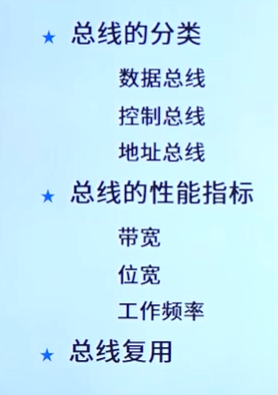 ★ 总线的分类
数据总线
控制总线
地址总线
★ 总线的性能指标
带宽
位宽
工作频率
★ 总线复用